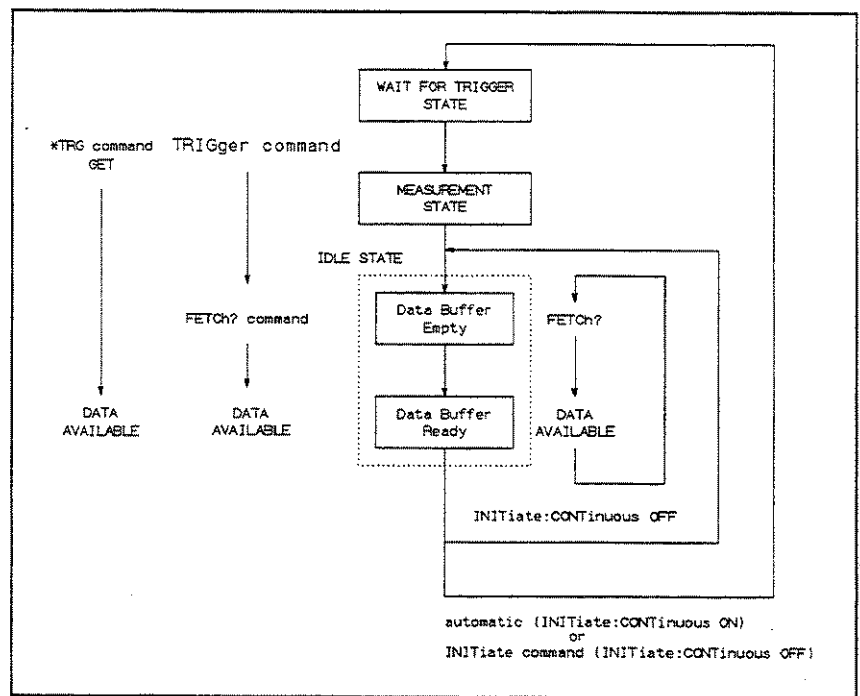 WAIT FOR TRIGGER
STATE
*TRG command
GET
TRIGger command
MEASUREMENT
STATE
IDLE STATE
Data Buffer
Empty
FETCh? command
FETCh?
DATA
AVAILABLE
DATA
AVAILABLE
Data Buffer
Ready
DATA
AVAILABLE
INITiate:CONTinuous OFF
automatic (INITiate:CONTinuous ON)
or
INITiate command (INITiate:CONTinuous OFF)